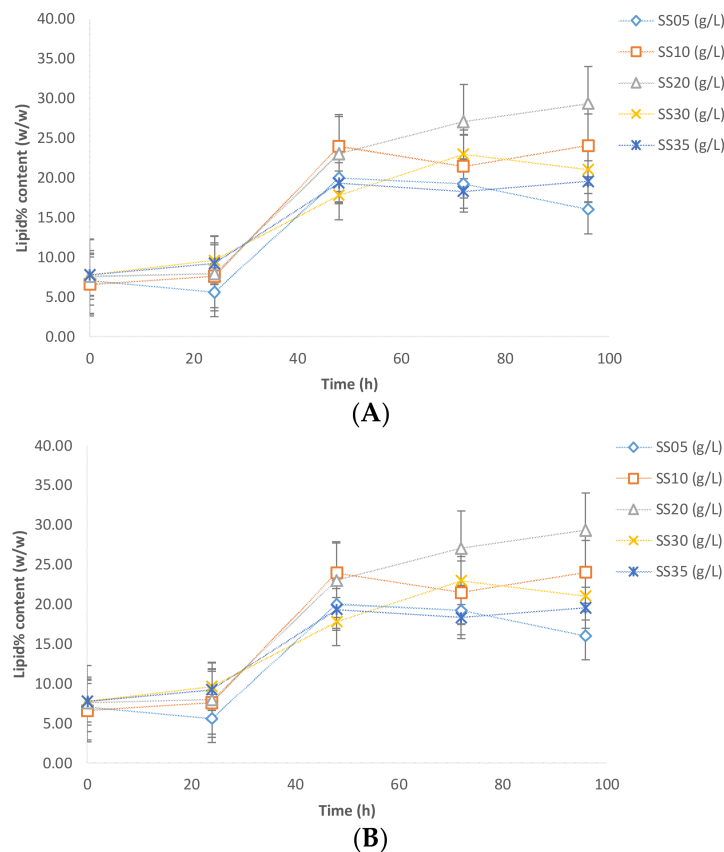 40.00
35.00
30.00
25.00
20.00
15.00
10.00
5.00
0.00
Lipid% content (w/w)
0 20 40 60 80 100
Time (h)
SS05 (g/L)
SS10 (g/L)
SS20 (g/L)
SS30 (g/L)
SS35 (g/L)
(A)
40.00
35.00
30.00
25.00
20.00
15.00
10.00
5.00
0.00
Lipid% content (w/w)
0 20 40 60 80 100
Time (h)
SS05 (g/L)
SS10 (g/L)
SS20 (g/L)
SS30 (g/L)
SS35 (g/L)
(B)